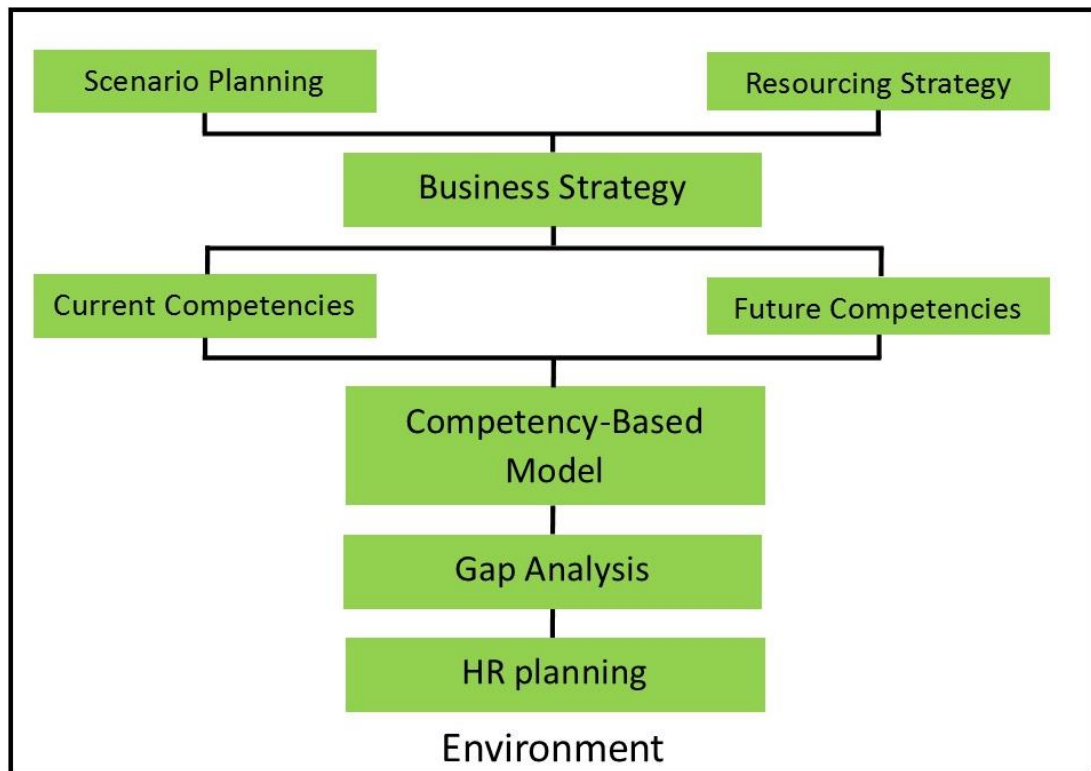 Scenario Planning
Resourcing Strategy
Business Strategy
Current Competencies
Future Competencies
Competency-Based
Model
Gap Analysis
HR planning
Environment